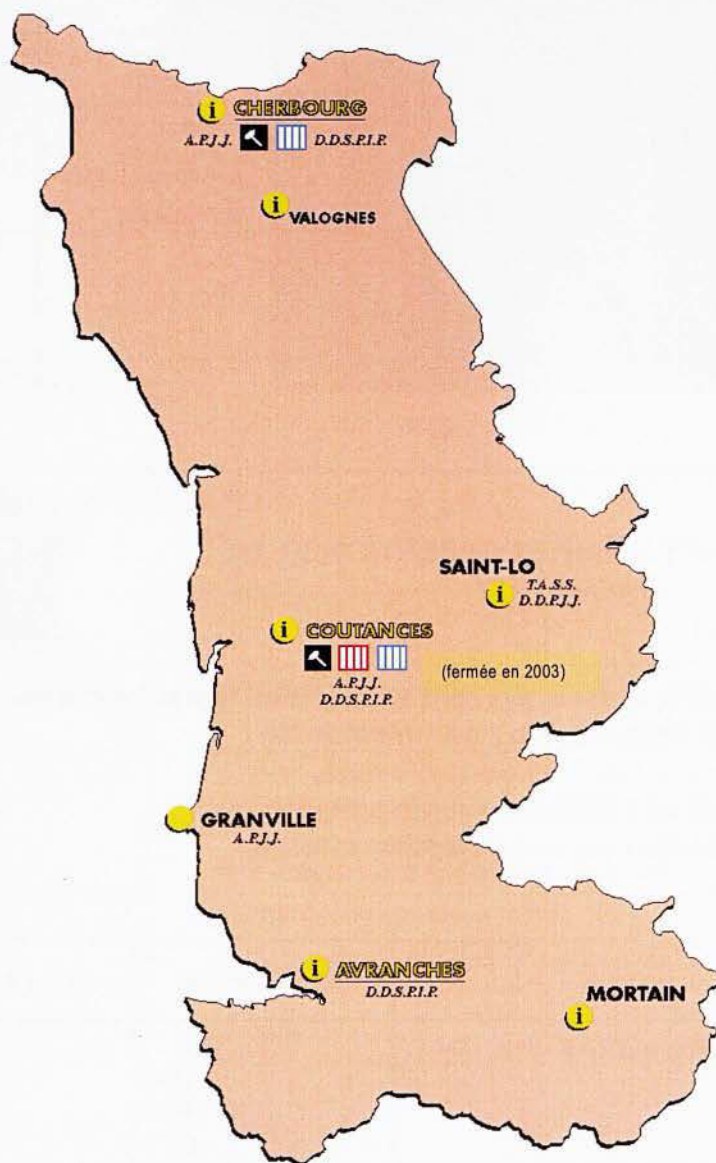 i CHERBOURG
A.P.J.J. D.D.S.P.I.P.
i VALOGNES
SAINT-LO
i T.A.S.S.
D.D.P.J.J.
i COUTANCES
(fermée en 2003)
A.P.J.J.
D.D.S.P.I.P.
GRANVILLE
A.P.J.J.
i AVRANCHES
D.D.S.P.I.P.
MORTAIN
i